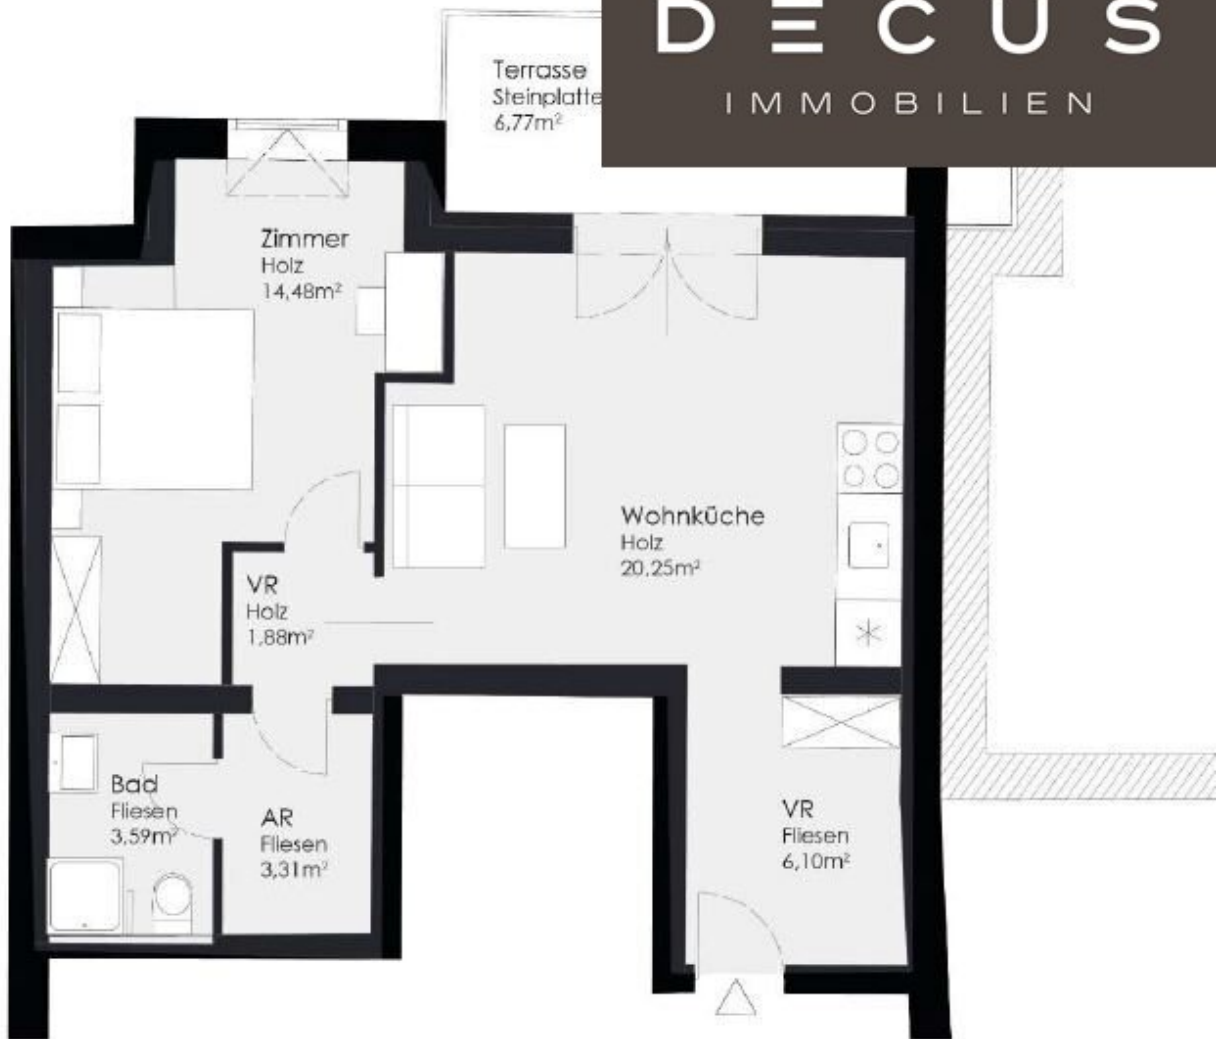 DECUS
IMMOBILIEN
Terrasse
Steinplatte
6,77m²
Zimmer
Holz
14,48m²
Wohnküche
Holz
20,25m²
VR
Holz
1,88m²
Bad
Fliesen
3,59m²
AR
Fliesen
3,31m²
VR
Fliesen
6,10m²